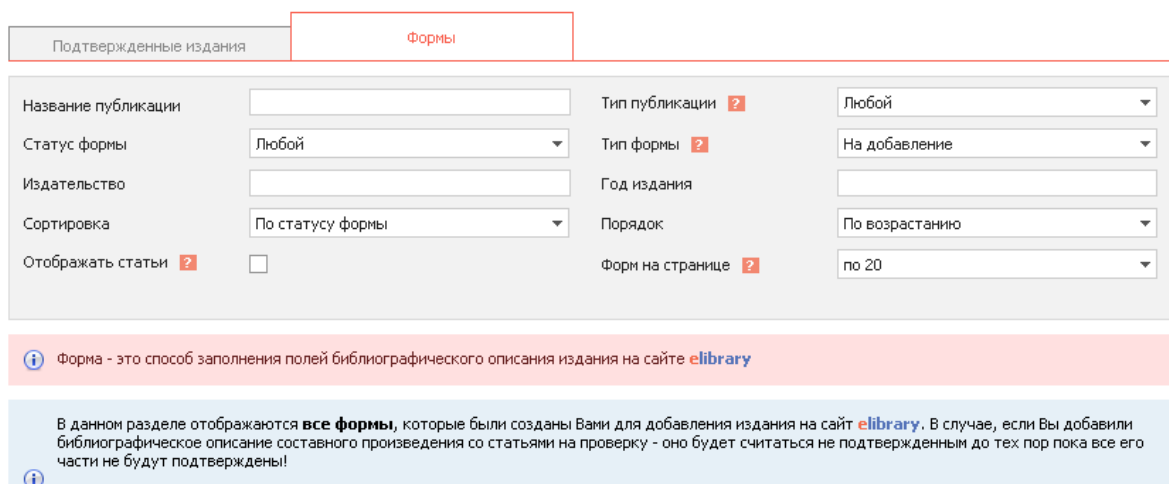 Подтвержденные издания
Формы
Название публикации
Тип публикации ? Любой
Статус формы Любой
Тип формы ? На добавление
Издательство
Год издания
Сортировка По статусу формы
Порядок По возрастанию
Отображать статьи ?
Форм на странице ? по 20
Форма - это способ заполнения полей библиографического описания издания на сайте elibrary
В данном разделе отображаются все формы, которые были созданы Вами для добавления издания на сайт elibrary. В случае, если Вы добавили
библиографическое описание составного произведения со статьями на проверку - оно будет считаться не подтвержденным до тех пор пока все его
части не будут подтверждены!